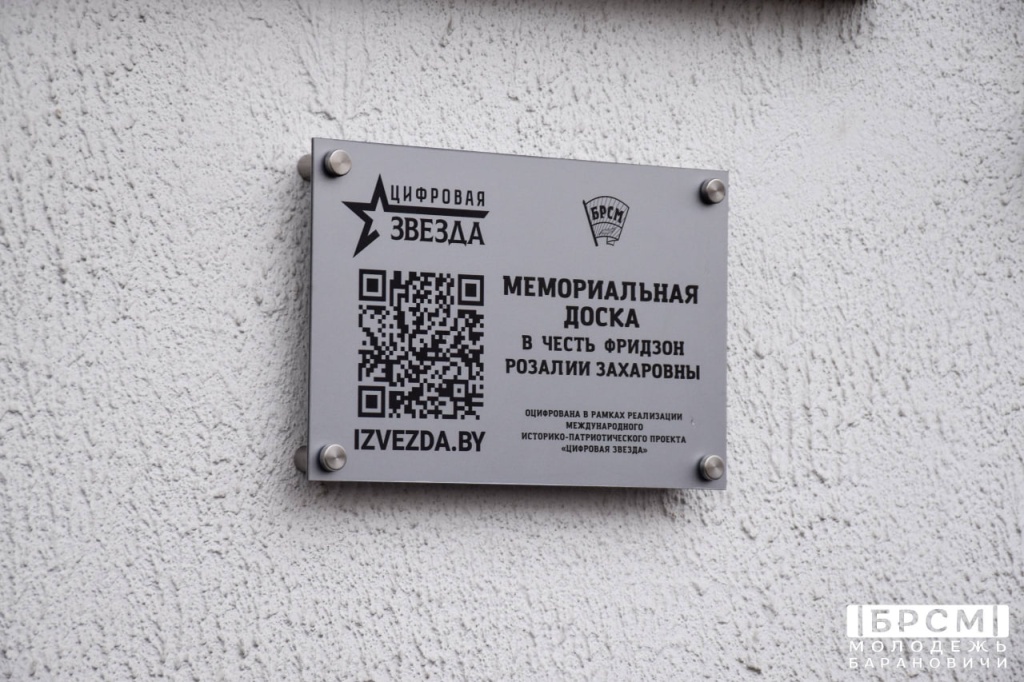 ЦИФРОВАЯ
ЗВЕЗДА
БРСМ
IZVEZDA.BY
МЕМОРИАЛЬНАЯ
ДОСКА
В ЧЕСТЬ ФРИДЗОН
РОЗАЛИИ ЗАХАРОВНЫ
ОЦИФРОВАНА В РАМКАХ РЕАЛИЗАЦИИ
МЕЖДУНАРОДНОГО
ИСТОРИКО-ПАТРИОТИЧЕСКОГО ПРОЕКТА
«ЦИФРОВАЯ ЗВЕЗДА»
БРСМ
МОЛОДЕЖЬ
БАРАНОВИЧИ